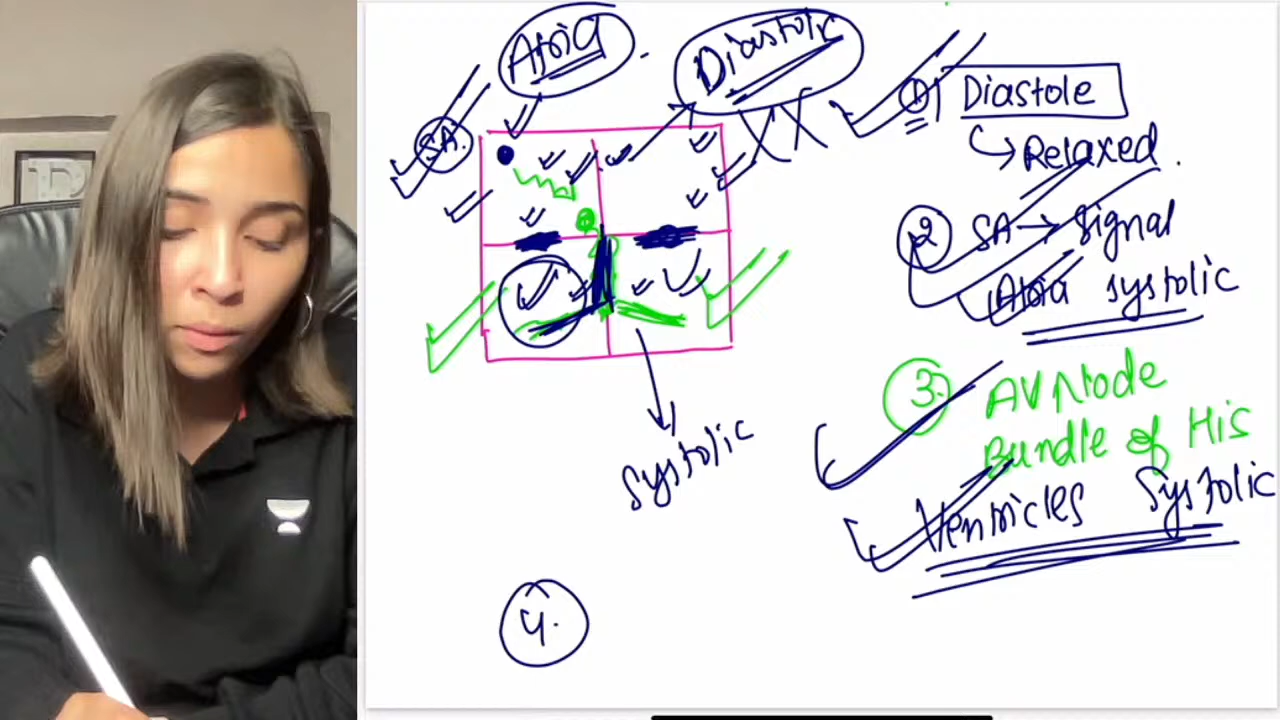 Atria
Diastolic
SA.
1) Diastole
↳ Relaxed.
2 SA → Signal
Atria systolic
3. AV Node
Bundle of His
Ventricles Systolic
systolic
4.